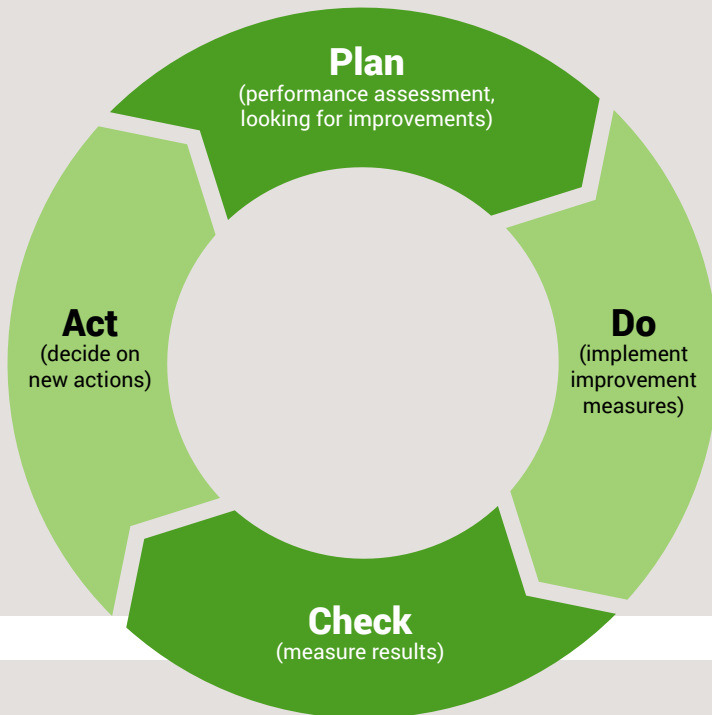 Plan
(performance assessment,
looking for improvements)
Do
(implement
improvement
measures)
Check
(measure results)
Act
(decide on
new actions)